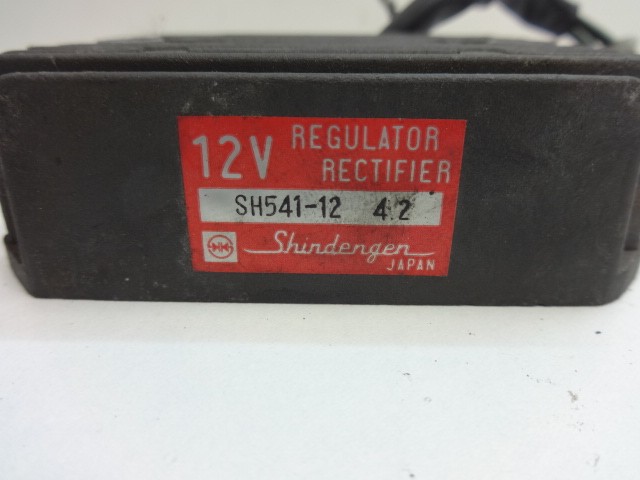 12V REGULATOR
RECTIFIER
SH541-12 4.2
Shindengen
JAPAN